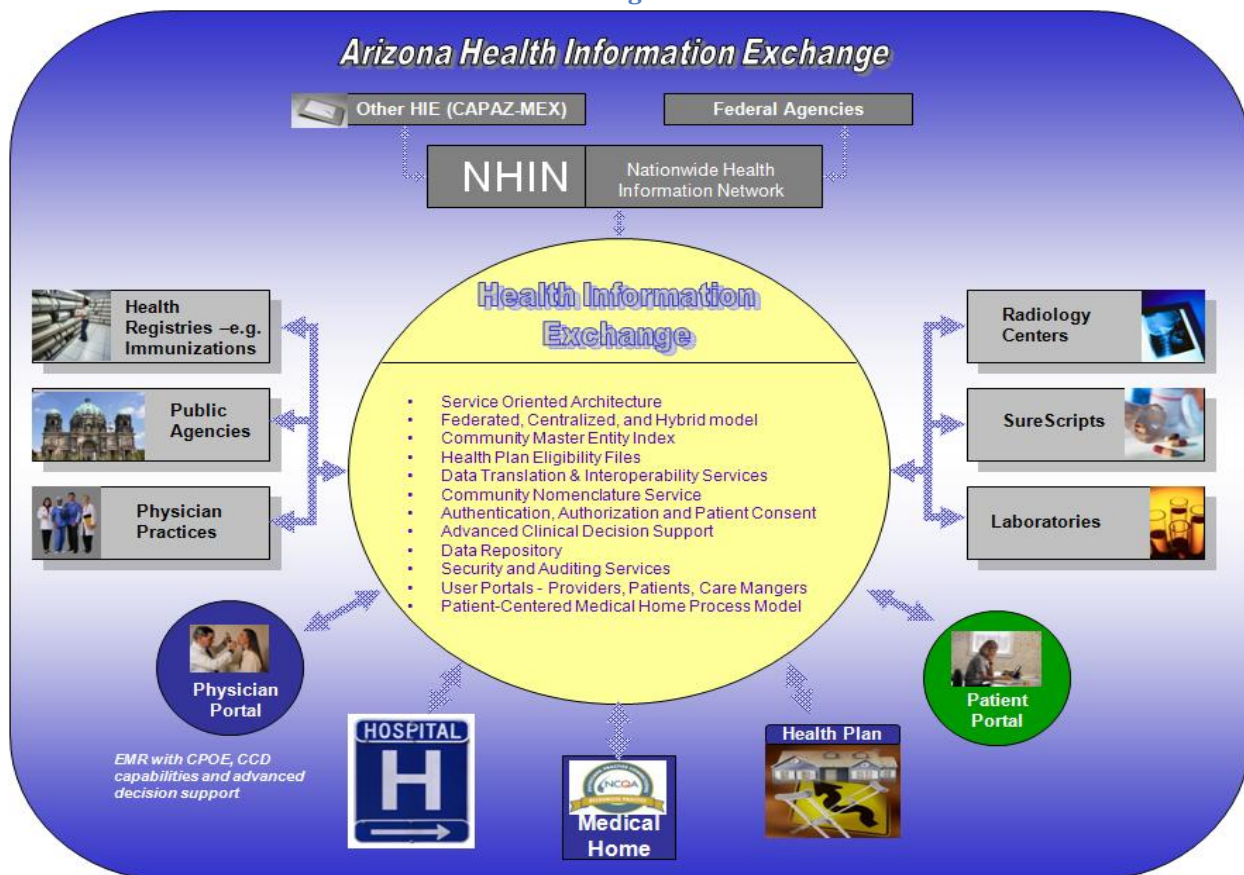 Arizona Health Information Exchange
Other HIE (CAPAZ-MEX)
Federal Agencies
NHIN
Nationwide Health
Information Network
Health Information
Exchange
Health
Registries –e.g.
Immunizations
Public
Agencies
Physician
Practices
• Service Oriented Architecture
• Federated, Centralized, and Hybrid model
• Community Master Entity Index
• Health Plan Eligibility Files
• Data Translation & Interoperability Services
• Community Nomenclature Service
• Authentication, Authorization and Patient Consent
• Advanced Clinical Decision Support
• Data Repository
• Security and Auditing Services
• User Portals - Providers, Patients, Care Mangers
• Patient-Centered Medical Home Process Model
Radiology
Centers
SureScripts
Laboratories
Physician
Portal
EMR with CPOE, CCD
capabilities and advanced
decision support
HOSPITAL
H
NCQA
Medical
Home
Health Plan
Patient
Portal